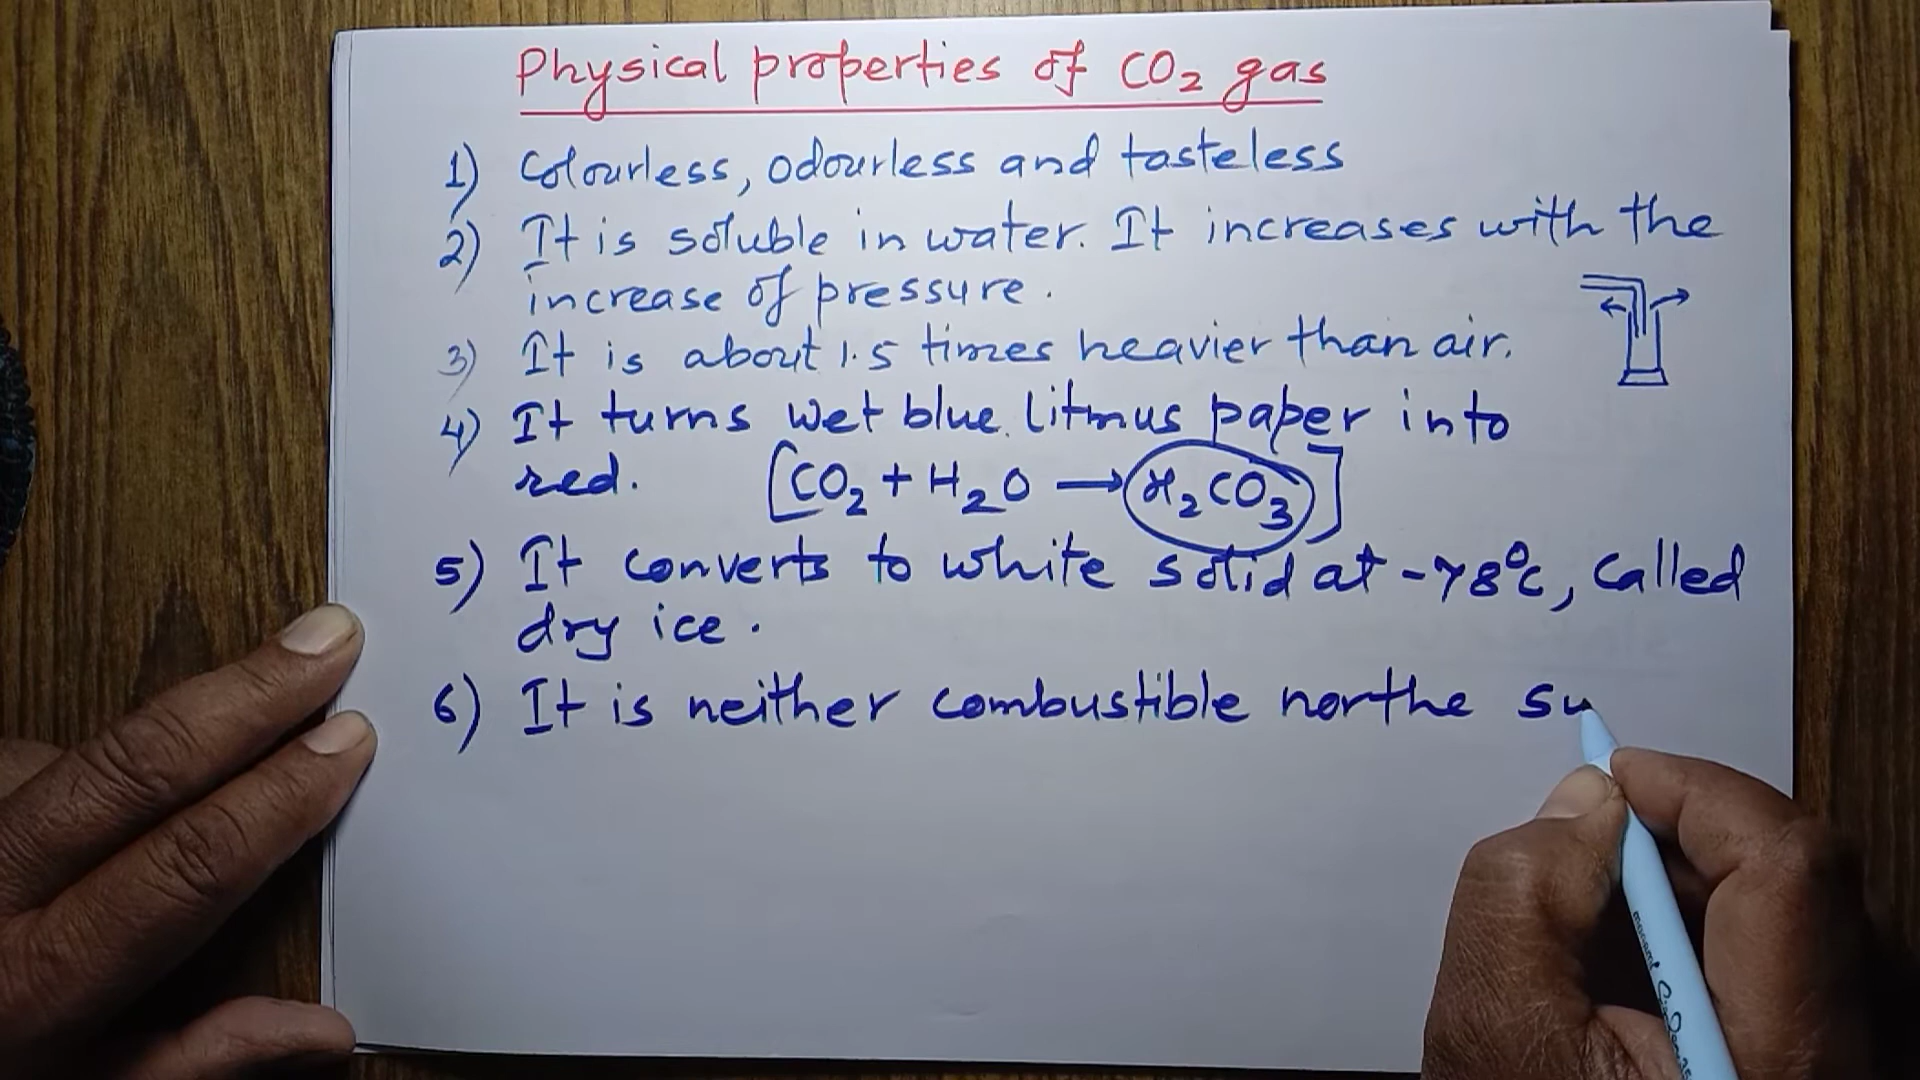 Physical properties of CO2 gas
1) Colourless, odourless and tasteless
2) It is soluble in water. It increases with the
increase of pressure.
3) It is about 1.5 times heavier than air.
4) It turns wet blue litmus paper into
red. [CO2 + H2O → H2CO3]
5) It converts to white solid at -78°C, called
dry ice.
6) It is neither combustible nor the su